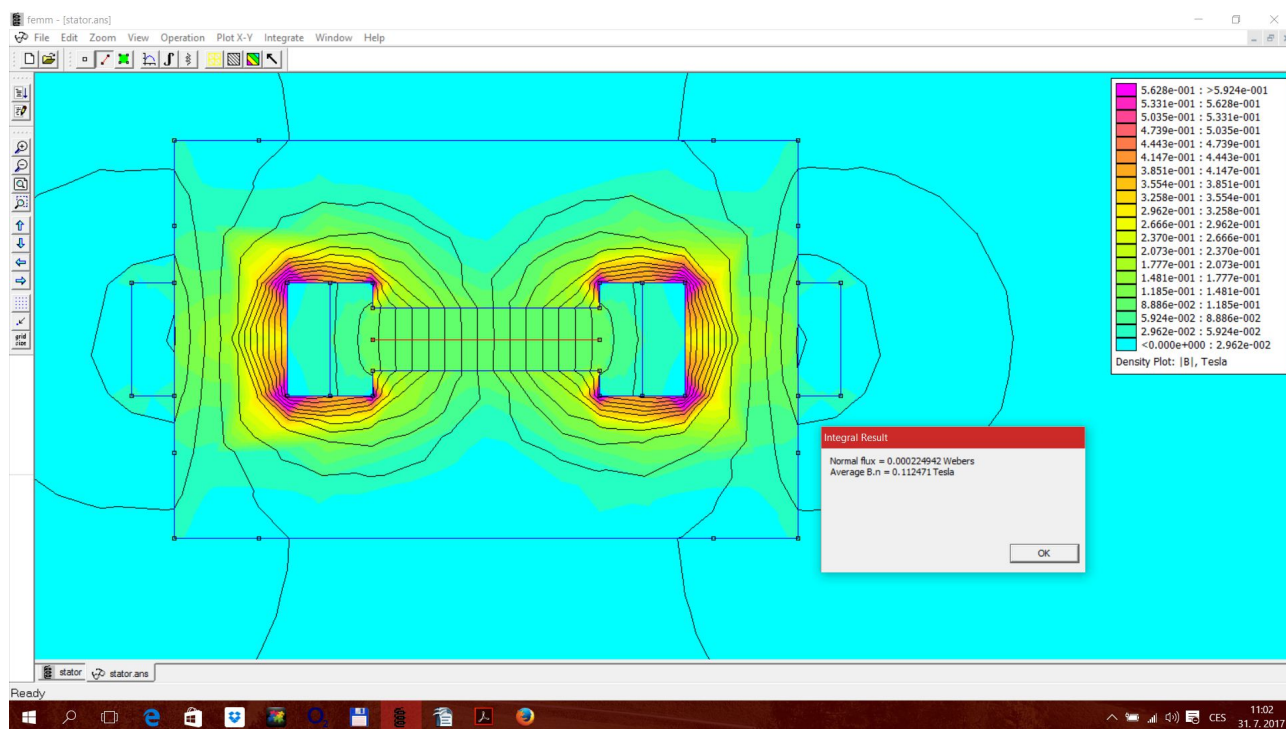 femm - [stator.ans]
File Edit Zoom View Operation Plot X-Y Integrate Window Help
5.628e-001 : >5.924e-001
5.331e-001 : 5.628e-001
5.035e-001 : 5.331e-001
4.739e-001 : 5.035e-001
4.443e-001 : 4.739e-001
4.147e-001 : 4.443e-001
3.851e-001 : 4.147e-001
3.554e-001 : 3.851e-001
3.258e-001 : 3.554e-001
2.962e-001 : 3.258e-001
2.666e-001 : 2.962e-001
2.370e-001 : 2.666e-001
2.073e-001 : 2.370e-001
1.777e-001 : 2.073e-001
1.481e-001 : 1.777e-001
1.185e-001 : 1.481e-001
8.886e-002 : 1.185e-001
5.924e-002 : 8.886e-002
2.962e-002 : 5.924e-002
<0.000e+000 : 2.962e-002
Density Plot: |B|, Tesla
grid
size
Integral Result
Normal flux = 0.000224942 Webers
Average B.n = 0.112471 Tesla
OK
stator stator.ans
Ready
CES
11:02
31. 7. 2017